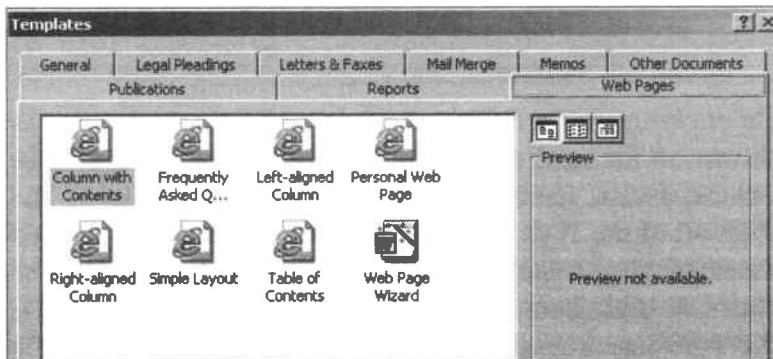 Templates
General Legal Pleadings Letters & Faxes Mail Merge Memos Other Documents
Publications Reports Web Pages
Column with Contents
Frequently Asked Q...
Left-aligned Column
Personal Web Page
Preview
Right-aligned Column
Simple Layout
Table of Contents
Web Page Wizard
Preview not available.